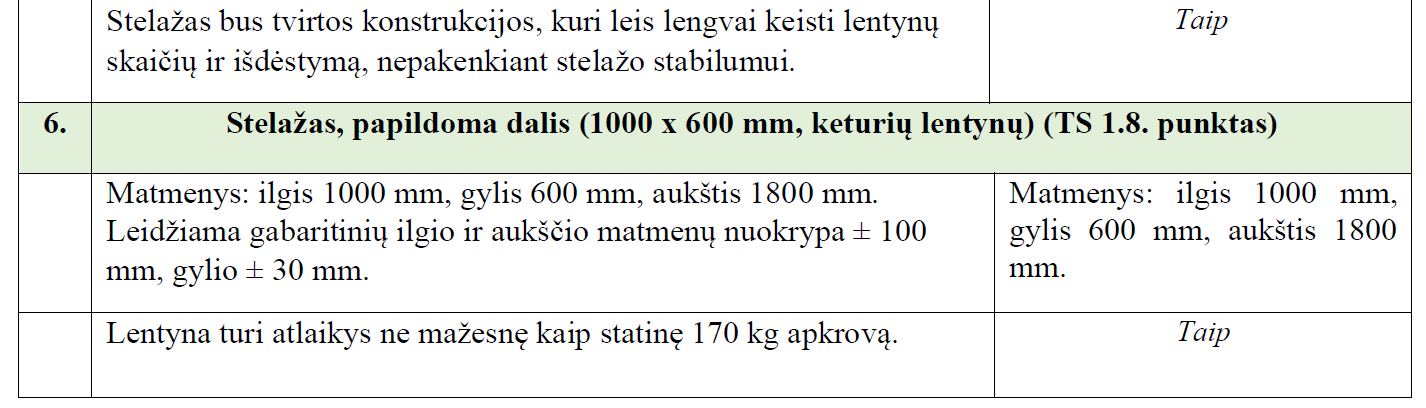 Stelažas bus tvirtos konstrukcijos, kuri leis lengvai keisti lentynų
skaičių ir išdėstymą, nepakenkiant stelažo stabilumui.
Taip
6.
Stelažas, papildoma dalis (1000 x 600 mm, keturių lentynų) (TS 1.8. punktas)
Matmenys: ilgis 1000 mm, gylis 600 mm, aukštis 1800 mm.
Leidžiama gabaritinių ilgio ir aukščio matmenų nuokrypa ± 100
mm, gylio ± 30 mm.
Matmenys: ilgis 1000 mm,
gylis 600 mm, aukštis 1800
mm.
Lentyna turi atlaikys ne mažesnę kaip statinę 170 kg apkrovą.
Taip